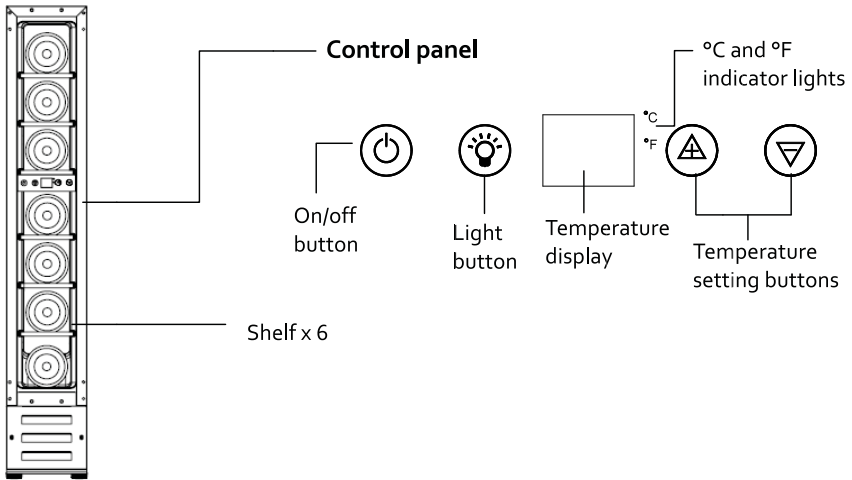 Control panel
°C and °F
indicator lights
°C
°F
On/off
button
Light
button
Temperature
display
Temperature
setting buttons
Shelf x 6